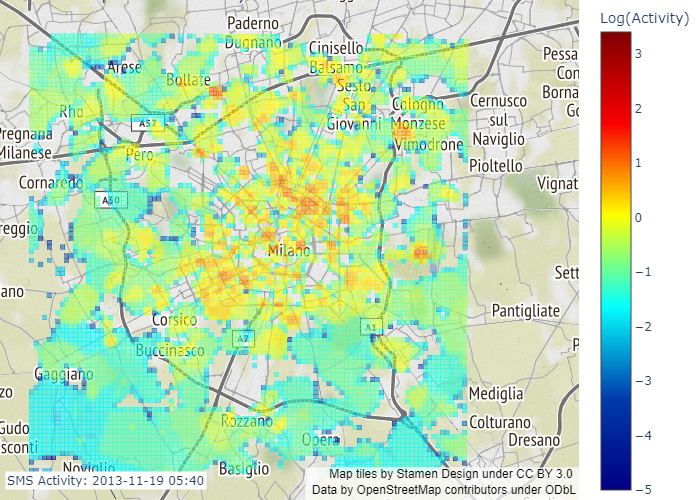 Log(Activity)
3
2
1
0
−1
−2
−3
−4
−5
Paderno
Dugnano
Cinisello
Balsamo
Arese
Bollate
Sesto
San
Giovanni
Cologno
Monzese
Vimodrone
Cernusco
sul
Naviglio
Pioltello
Pessa
Con
Borna
Rho
A52
Pero
Pregnana
Milanese
Cornaredo
A50
reggio
Vignat
Milano
Sett
ano
Pantigliate
Corsico
A7
A1
Buccinasco
P
Gaggiano
zo
Mediglia
Gudo
sconti
Rozzano
Opera
Colturano
Dresano
Noviglio
Basiglio
SMS Activity: 2013-11-19 05:40
Map tiles by Stamen Design under CC BY 3.0
Data by OpenStreetMap contributors under ODbL